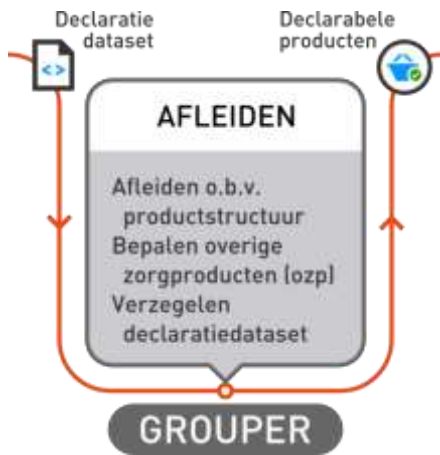 Declaratie
dataset
Declarabele
producten
<>
AFLEIDEN
Afleiden o.b.v.
productstructuur
Bepalen overige
zorgproducten (ozp)
Verzegelen
declaratiedataset
GROUPER